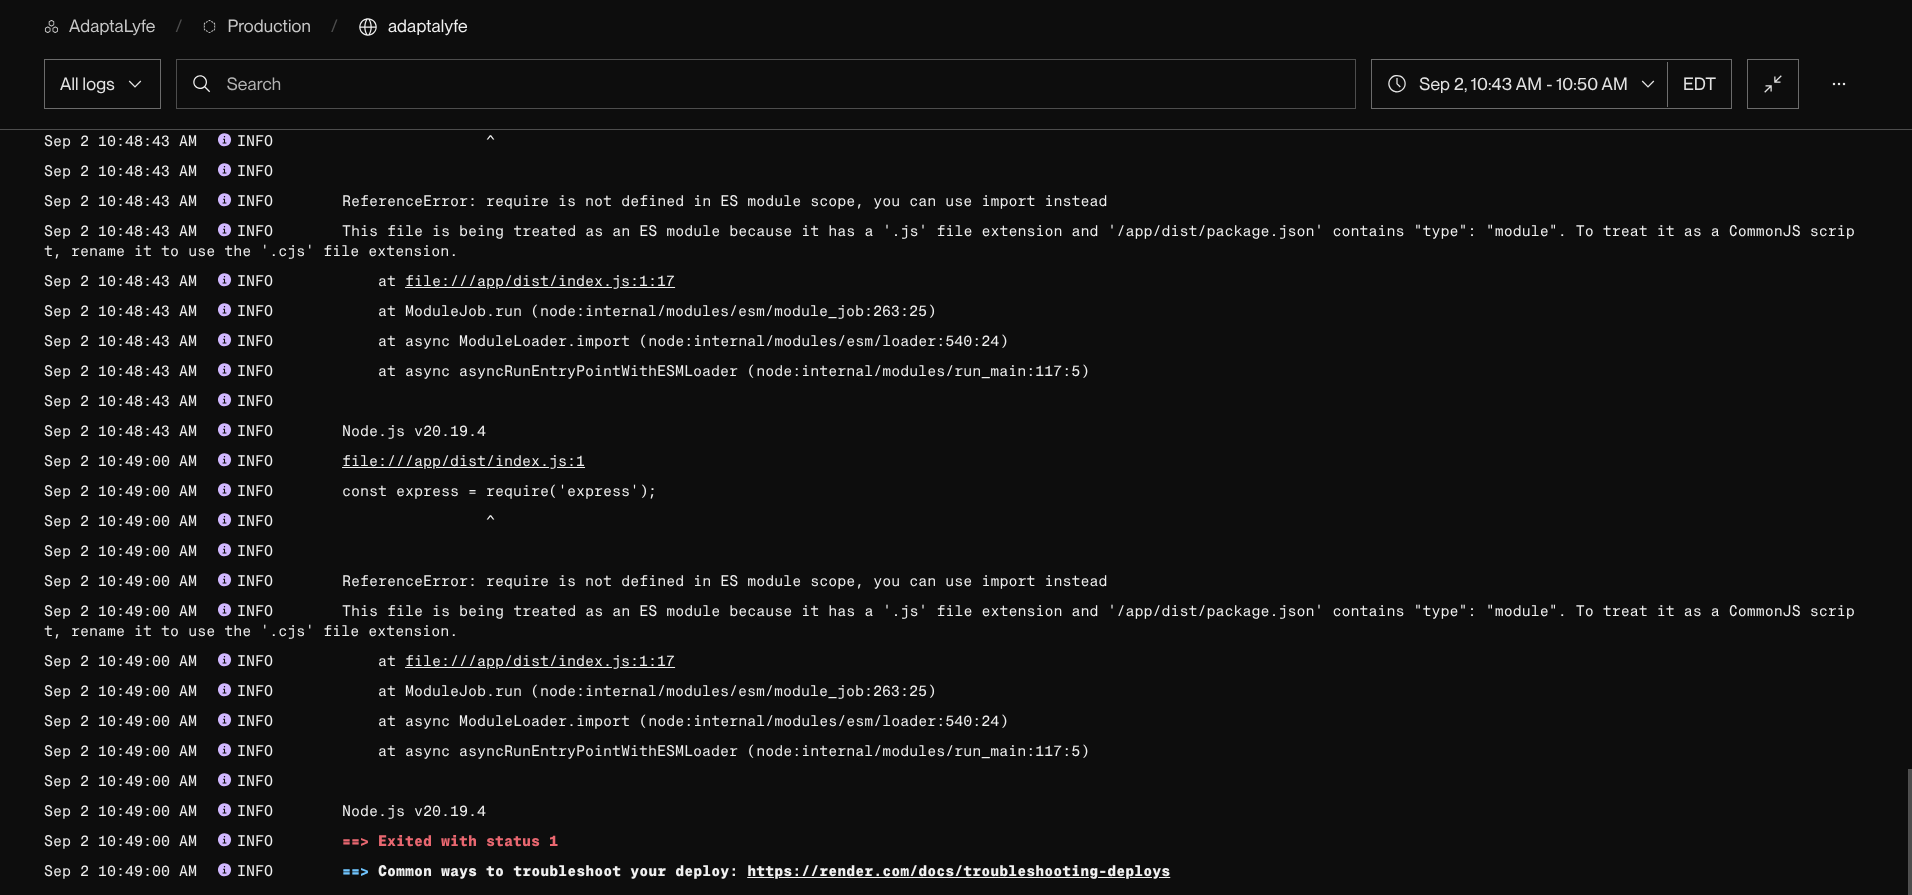 AdaptaLyfe / Production / adaptalyfe
All logs Search Sep 2, 10:43 AM - 10:50 AM EDT ...
Sep 2 10:48:43 AM INFO ^
Sep 2 10:48:43 AM INFO
Sep 2 10:48:43 AM INFO ReferenceError: require is not defined in ES module scope, you can use import instead
Sep 2 10:48:43 AM INFO This file is being treated as an ES module because it has a '.js' file extension and '/app/dist/package.json' contains "type": "module". To treat it as a CommonJS scrip
t, rename it to use the '.cjs' file extension.
Sep 2 10:48:43 AM INFO at file:///app/dist/index.js:1:17
Sep 2 10:48:43 AM INFO at ModuleJob.run (node:internal/modules/esm/module_job:263:25)
Sep 2 10:48:43 AM INFO at async ModuleLoader.import (node:internal/modules/esm/loader:540:24)
Sep 2 10:48:43 AM INFO at async asyncRunEntryPointWithESMLoader (node:internal/modules/run_main:117:5)
Sep 2 10:48:43 AM INFO
Sep 2 10:48:43 AM INFO Node.js v20.19.4
Sep 2 10:49:00 AM INFO file:///app/dist/index.js:1
Sep 2 10:49:00 AM INFO const express = require('express');
Sep 2 10:49:00 AM INFO ^
Sep 2 10:49:00 AM INFO
Sep 2 10:49:00 AM INFO ReferenceError: require is not defined in ES module scope, you can use import instead
Sep 2 10:49:00 AM INFO This file is being treated as an ES module because it has a '.js' file extension and '/app/dist/package.json' contains "type": "module". To treat it as a CommonJS scrip
t, rename it to use the '.cjs' file extension.
Sep 2 10:49:00 AM INFO at file:///app/dist/index.js:1:17
Sep 2 10:49:00 AM INFO at ModuleJob.run (node:internal/modules/esm/module_job:263:25)
Sep 2 10:49:00 AM INFO at async ModuleLoader.import (node:internal/modules/esm/loader:540:24)
Sep 2 10:49:00 AM INFO at async asyncRunEntryPointWithESMLoader (node:internal/modules/run_main:117:5)
Sep 2 10:49:00 AM INFO
Sep 2 10:49:00 AM INFO Node.js v20.19.4
Sep 2 10:49:00 AM INFO ==> Exited with status 1
Sep 2 10:49:00 AM INFO ==> Common ways to troubleshoot your deploy: https://render.com/docs/troubleshooting-deploys